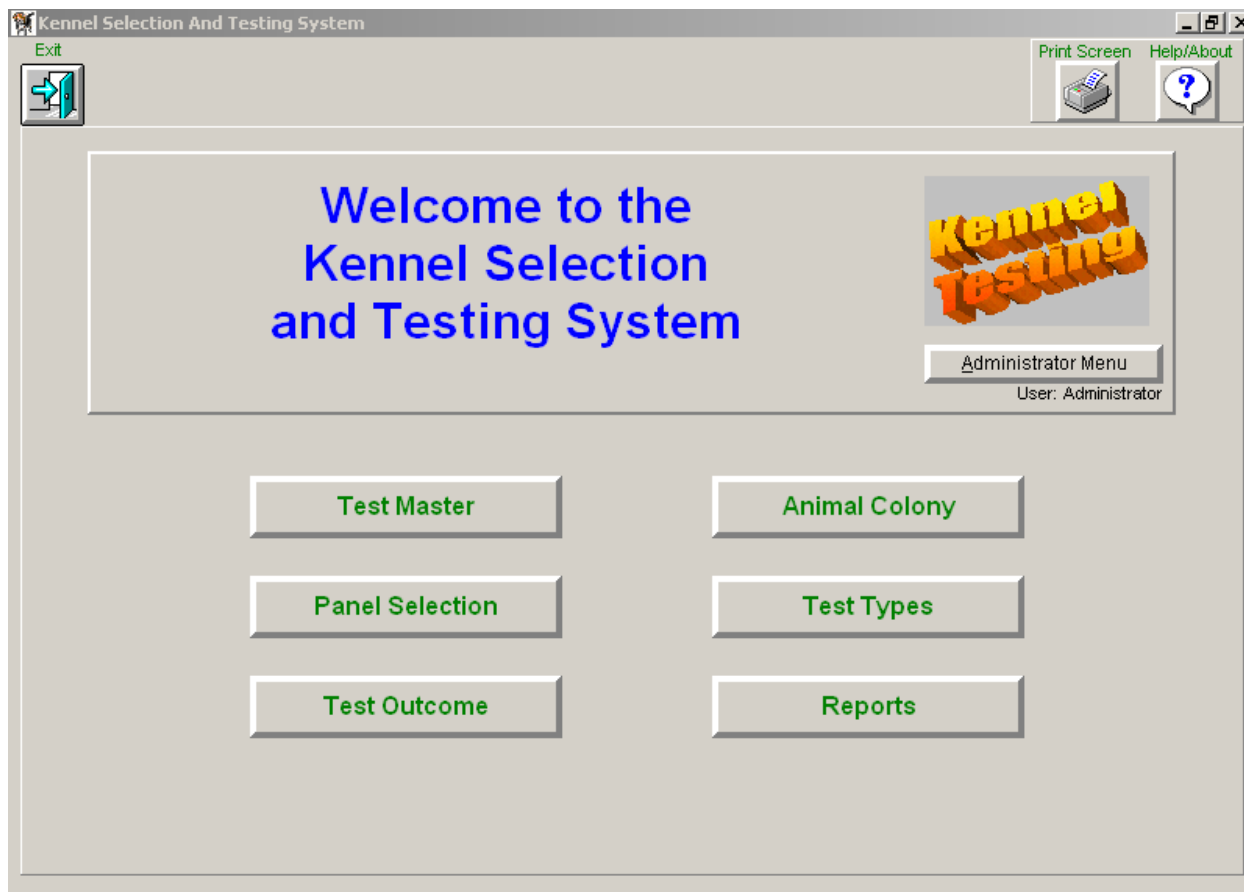 Kennel Selection And Testing System
Exit
Print Screen
Help/About
?
Welcome to the
Kennel Selection
and Testing System
Kennel
Testing
Administrator Menu
User: Administrator
Test Master
Animal Colony
Panel Selection
Test Types
Test Outcome
Reports